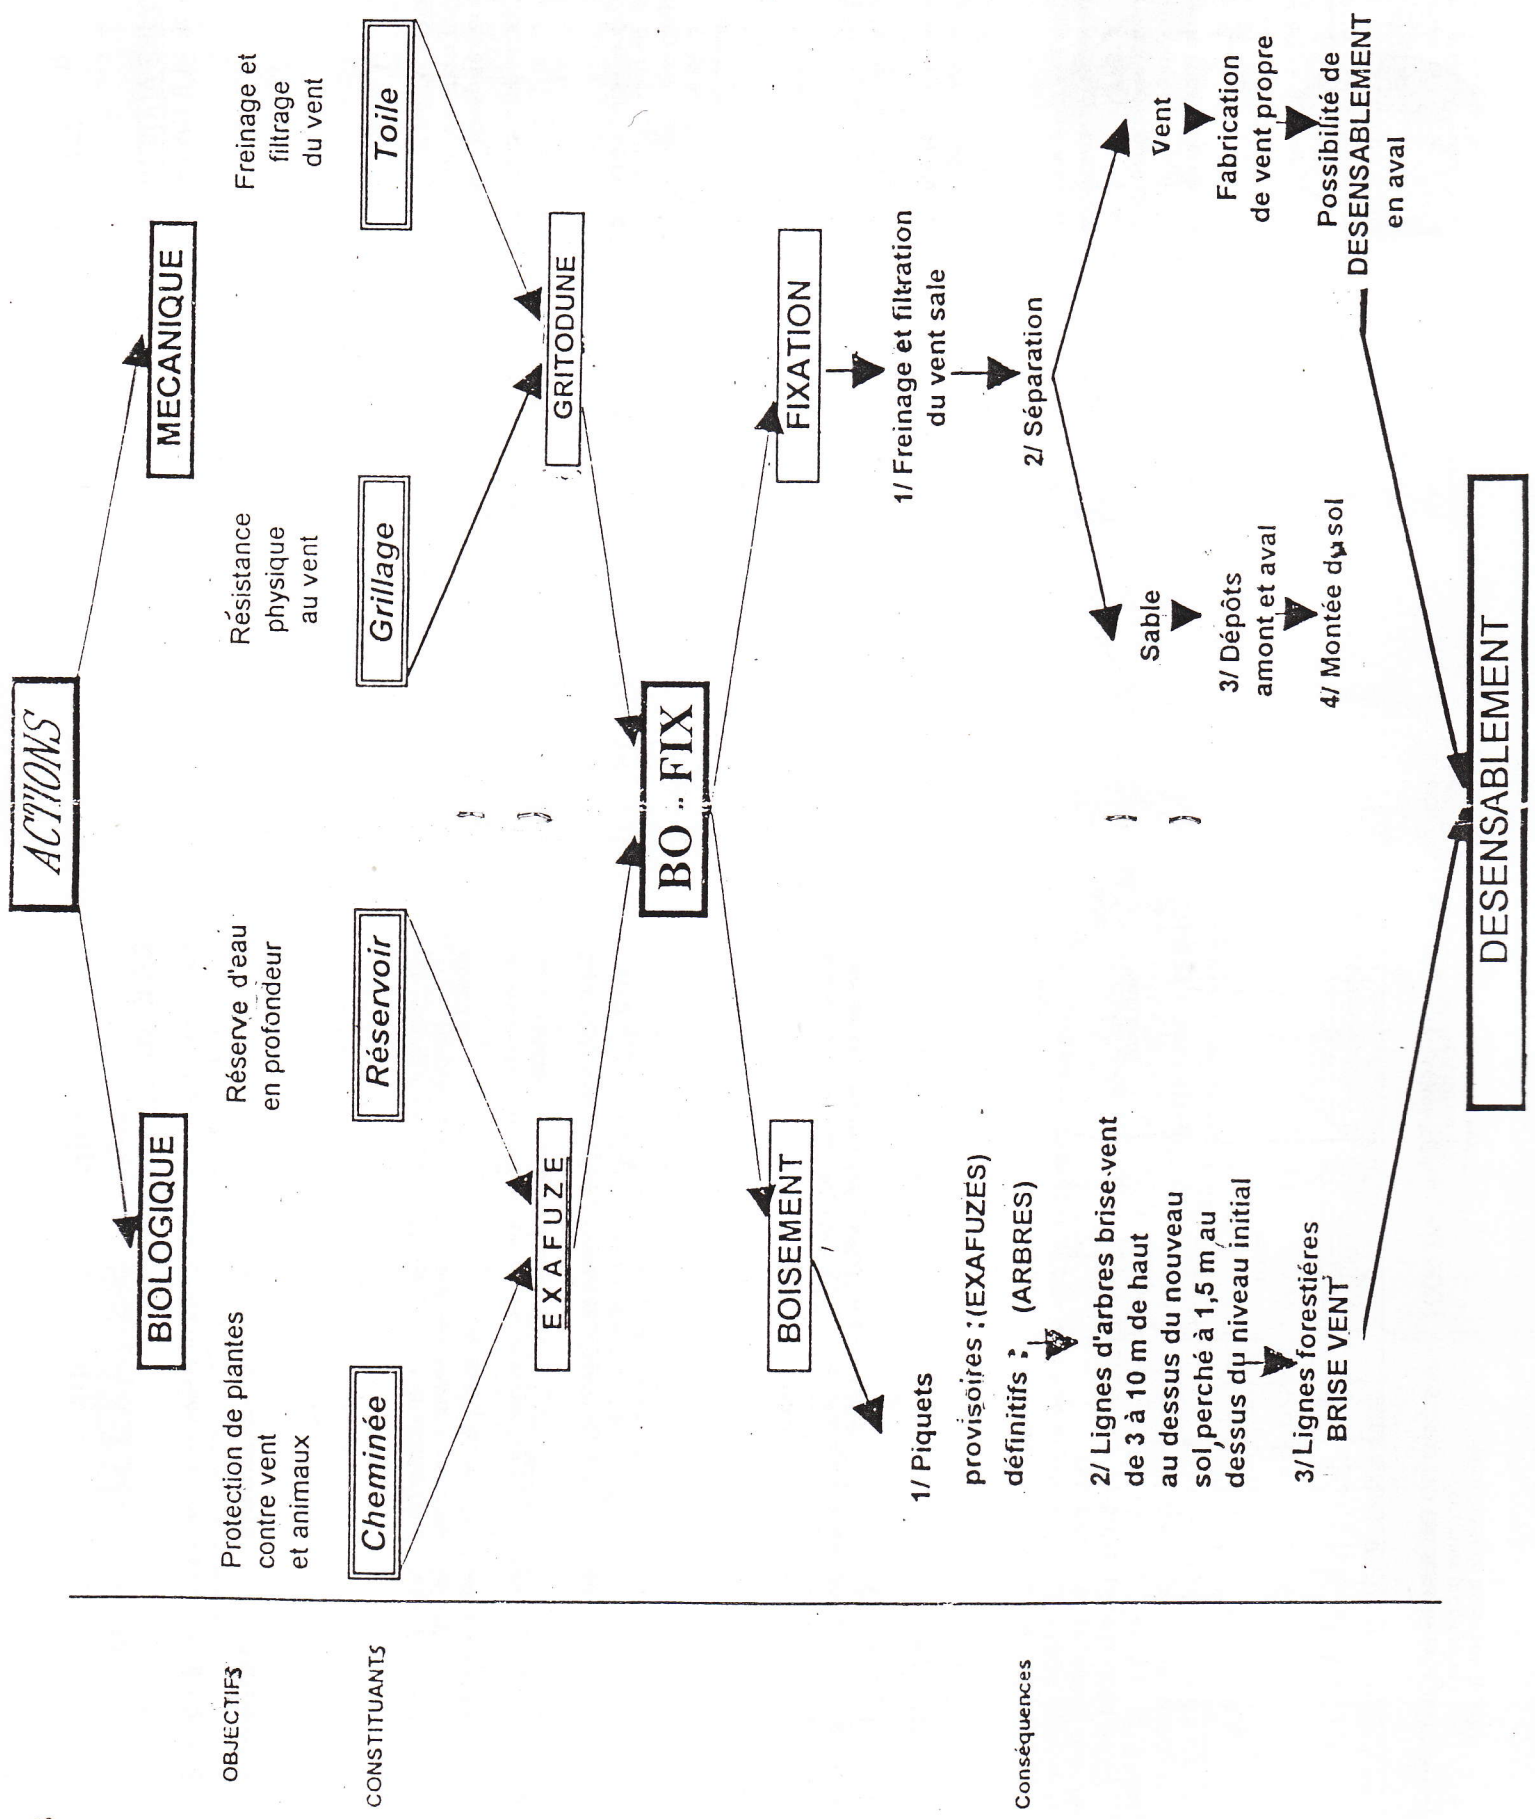 ACTIONS
BIOLOGIQUE
MECANIQUE
OBJECTIFS
Protection de plantes
contre vent
et animaux
Réserve d'eau
en profondeur
Résistance
physique
au vent
Freinage et
filtrage
du vent
CONSTITUANTS
Cheminée
Réservoir
Grillage
Toile
EXAFUZE
GRITODUNE
BO - FIX
BOISEMENT
FIXATION
Conséquences
1/ Piquets
provisoires : (EXAFUZES)
définitifs : (ARBRES)
2/ Lignes d'arbres brise-vent
de 3 à 10 m de haut
au dessus du nouveau
sol perché à 1,5 m au
dessus du niveau initial
3/ Lignes forestiéres
BRISE VENT
1/ Freinage et filtration
du vent sale
2/ Séparation
Sable
3/ Dépôts
amont et aval
4/ Montée du sol
Vent
Fabrication
de vent propre
Possibilité de
DESENSABLEMENT
en aval
DESENSABLEMENT